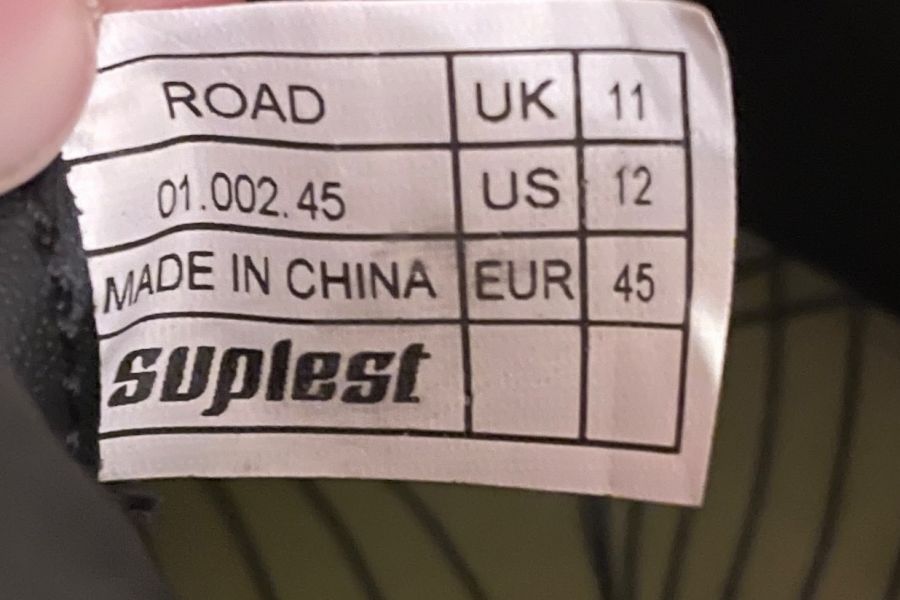 ROAD UK 11
01.002.45 US 12
MADE IN CHINA EUR 45
suplest